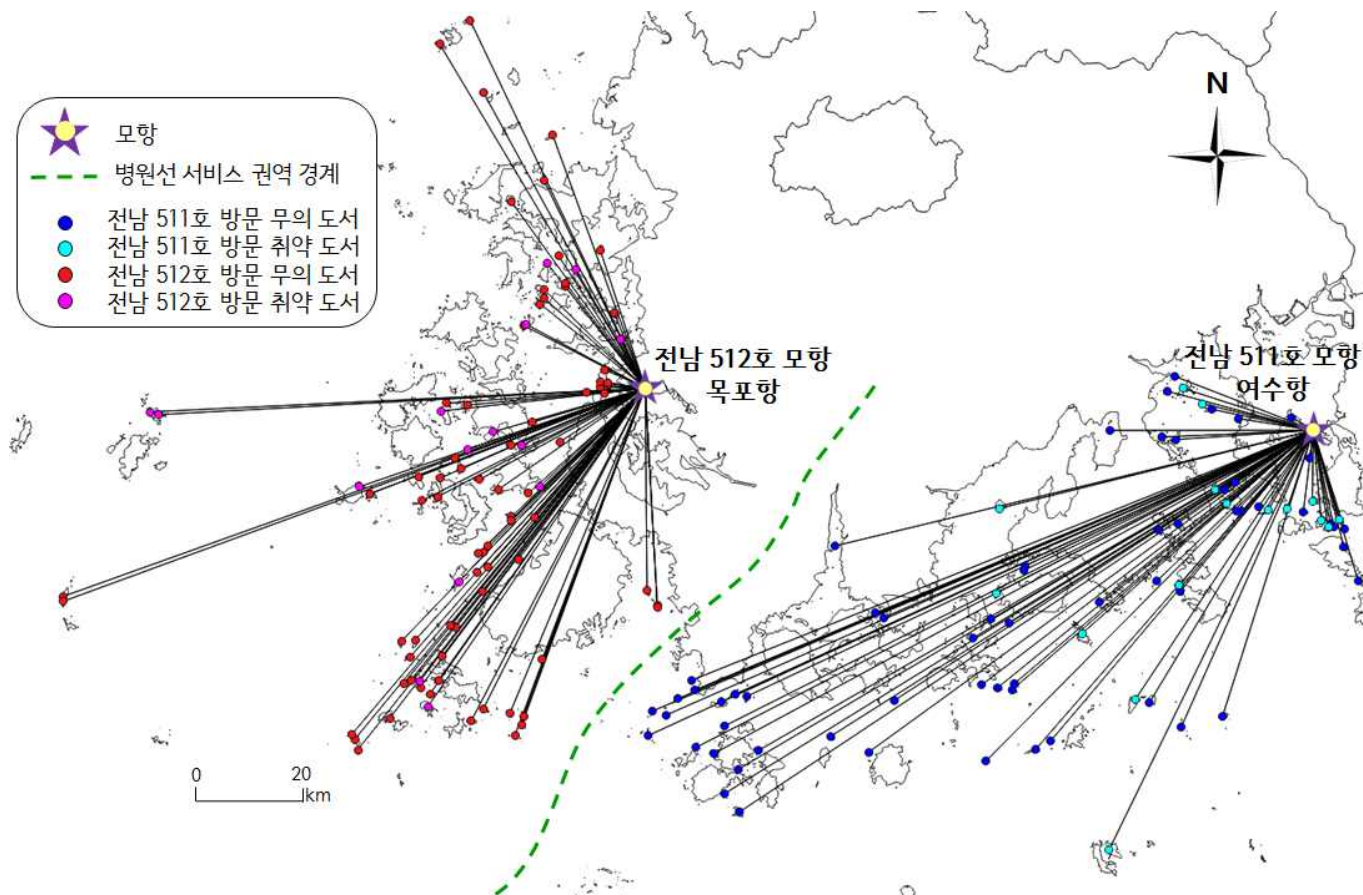 모항
병원선 서비스 권역 경계
전남 511호 방문 무의 도서
전남 511호 방문 취약 도서
전남 512호 방문 무의 도서
전남 512호 방문 취약 도서
N
전남 512호 모항
목포항
전남 511호 모항
여수항
0 20
km